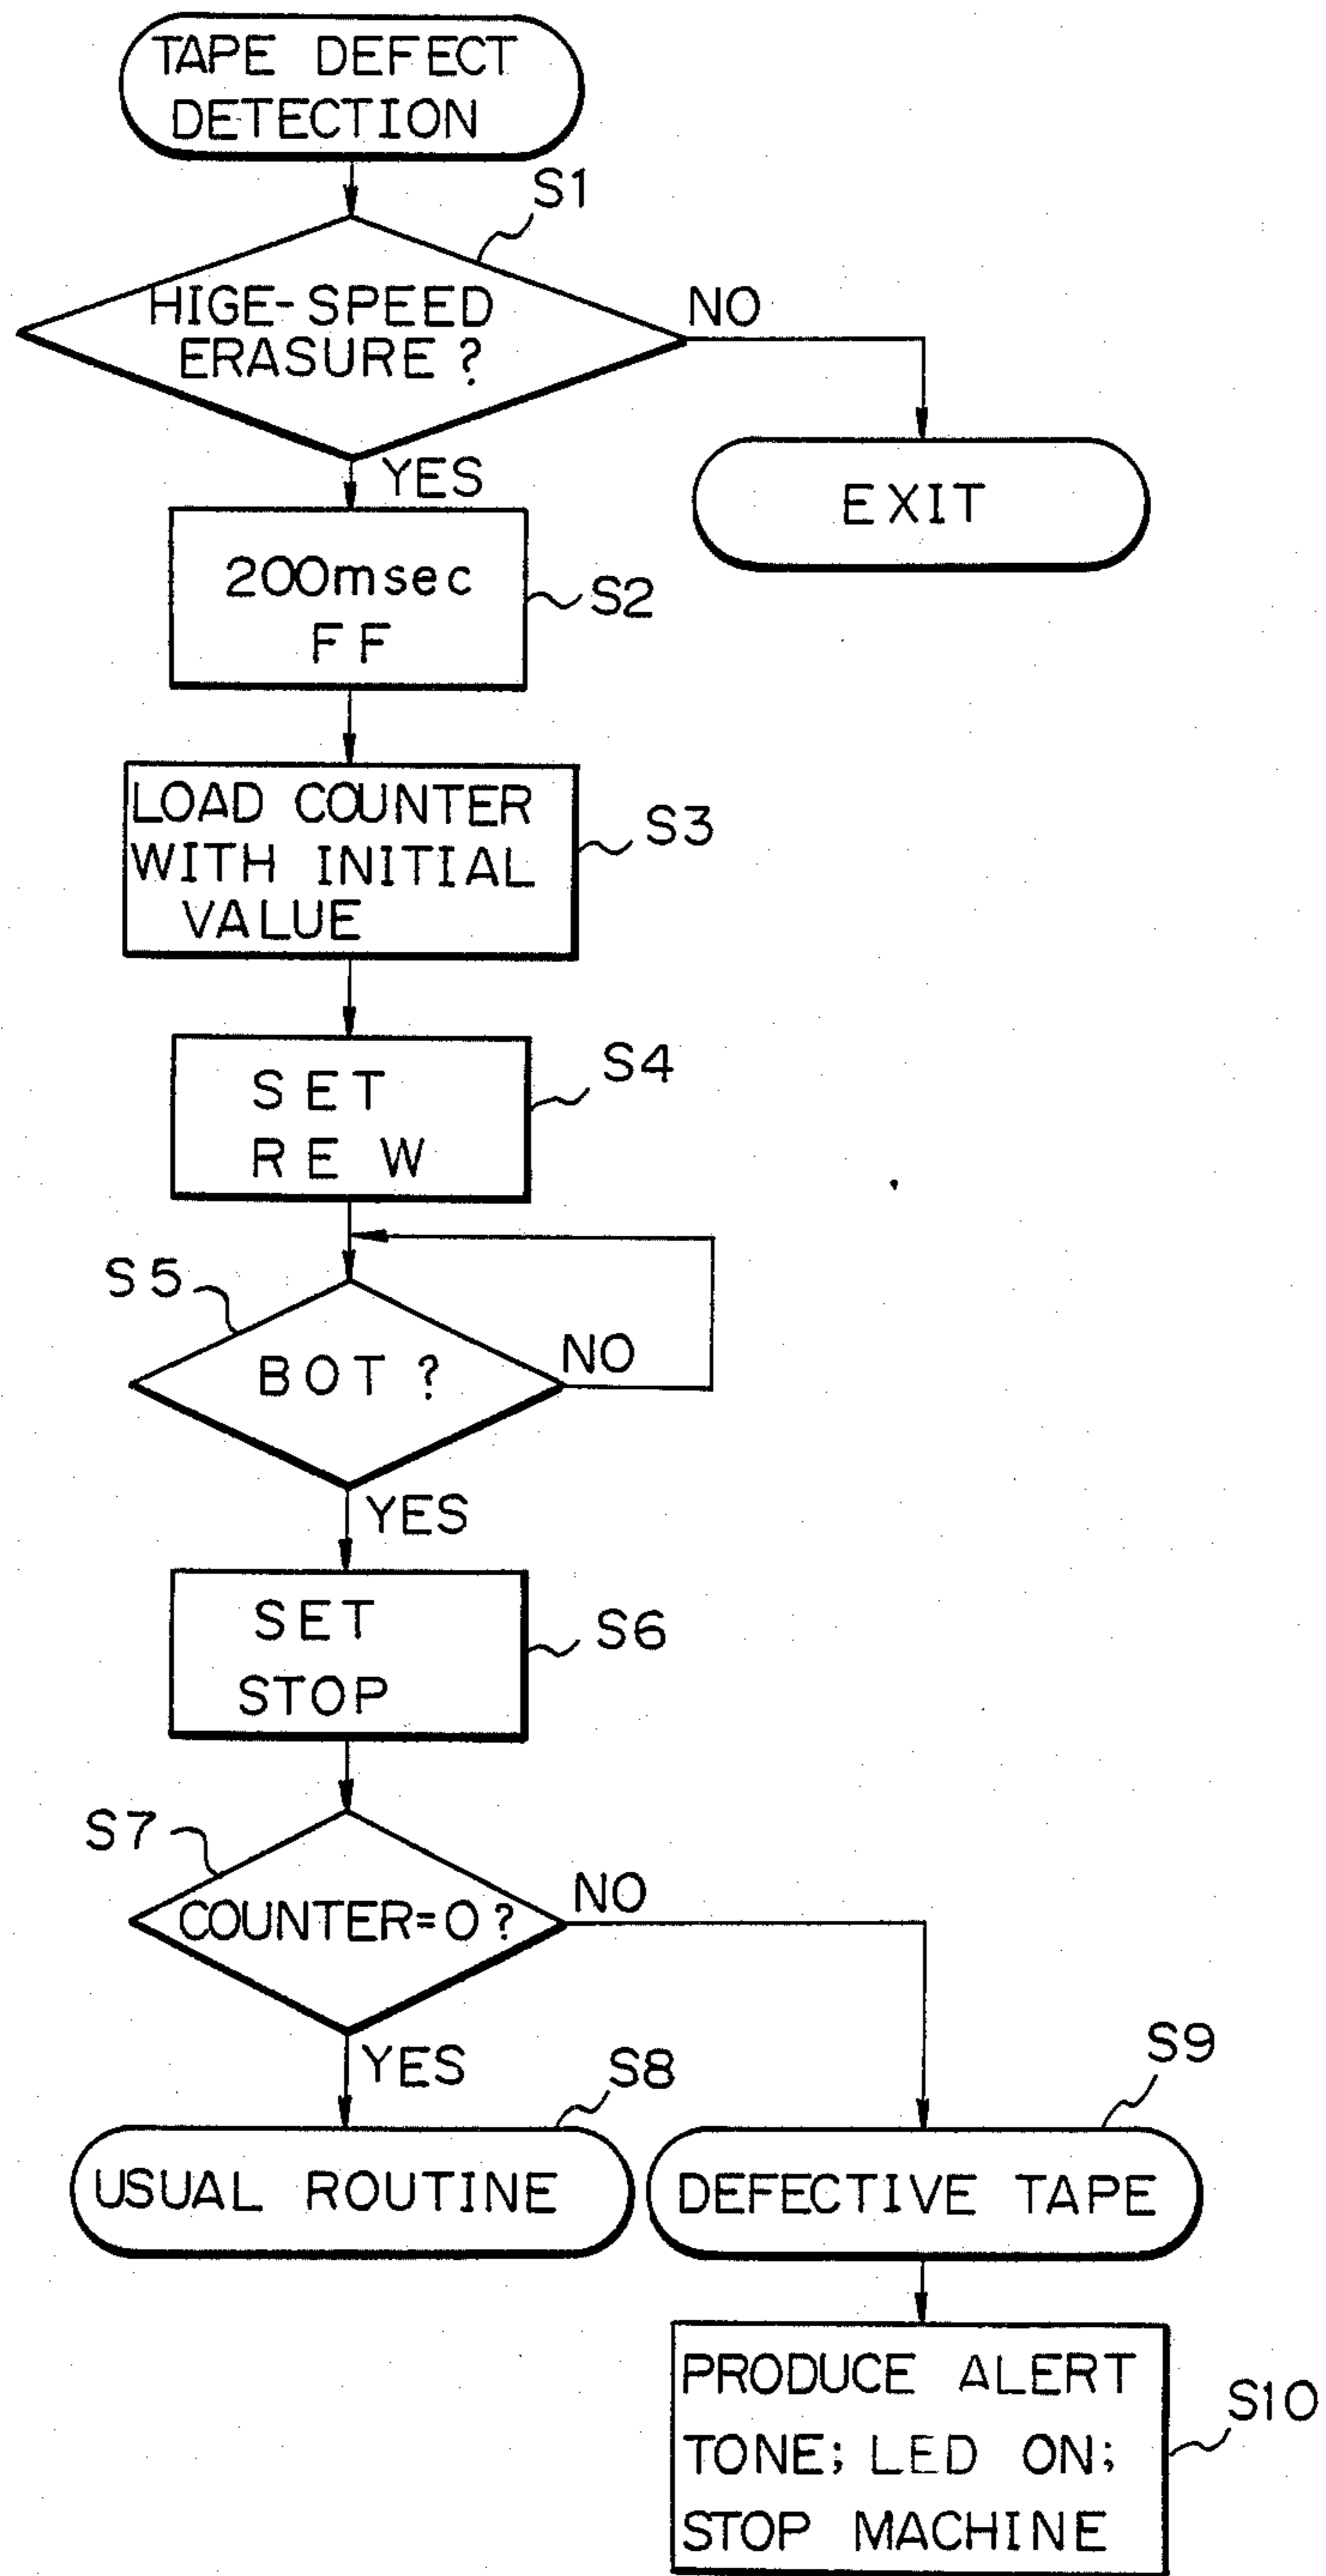 TAPE DEFECT
DETECTION
S1
HIGE-SPEED
ERASURE ?
NO
YES
EXIT
200msec
FF
S2
LOAD COUNTER
WITH INITIAL
VALUE
S3
SET
REW
S4
S5
BOT ?
NO
YES
SET
STOP
S6
S7
COUNTER=0 ?
NO
YES
S8
S9
USUAL ROUTINE
DEFECTIVE TAPE
PRODUCE ALERT
TONE; LED ON;
STOP MACHINE
S10